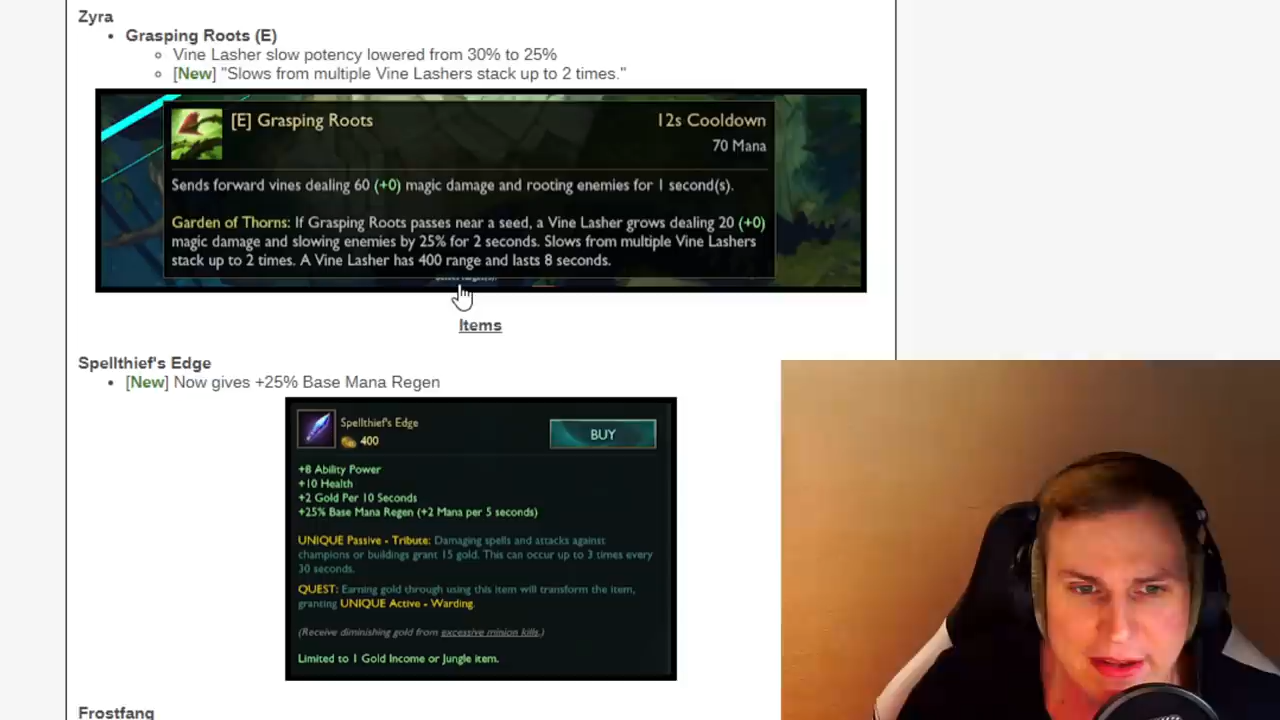 Zyra
Grasping Roots (E)
Vine Lasher slow potency lowered from 30% to 25%
[New] "Slows from multiple Vine Lashers stack up to 2 times."
[E] Grasping Roots 12s Cooldown
70 Mana
Sends forward vines dealing 60 (+0) magic damage and rooting enemies for 1 second(s).
Garden of Thorns: If Grasping Roots passes near a seed, a Vine Lasher grows dealing 20 (+0)
magic damage and slowing enemies by 25% for 2 seconds. Slows from multiple Vine Lashers
stack up to 2 times. A Vine Lasher has 400 range and lasts 8 seconds.
Items
Spellthief's Edge
[New] Now gives +25% Base Mana Regen
Spellthief's Edge
400
BUY
+8 Ability Power
+10 Health
+2 Gold Per 10 Seconds
+25% Base Mana Regen (+2 Mana per 5 seconds)
UNIQUE Passive - Tribute: Damaging spells and attacks against
champions or buildings grant 15 gold. This can occur up to 3 times every
30 seconds.
QUEST: Earning gold through using this item will transform the item,
granting UNIQUE Active - Warding.
(Receive diminishing gold from excessive minion kills.)
Limited to 1 Gold Income or Jungle item.
Frostfang